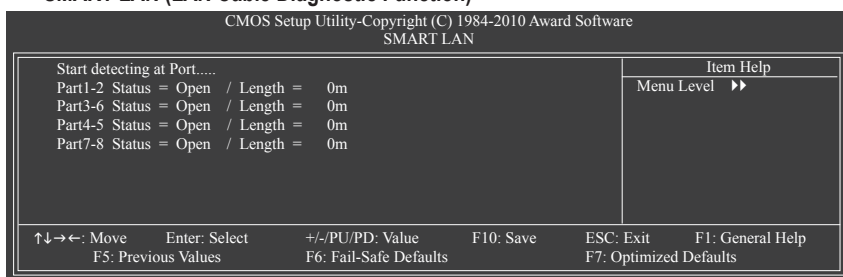 SMART LAN (LAN Cable Diagnostic Function)
CMOS Setup Utility-Copyright (C) 1984-2010 Award Software
SMART LAN
Start detecting at Port.....
Part1-2 Status = Open / Length = 0m
Part3-6 Status = Open / Length = 0m
Part4-5 Status = Open / Length = 0m
Part7-8 Status = Open / Length = 0m
Item Help
Menu Level ▶▶
↑↓→←: Move Enter: Select +/-/PU/PD: Value F10: Save ESC: Exit F1: General Help
F5: Previous Values F6: Fail-Safe Defaults F7: Optimized Defaults